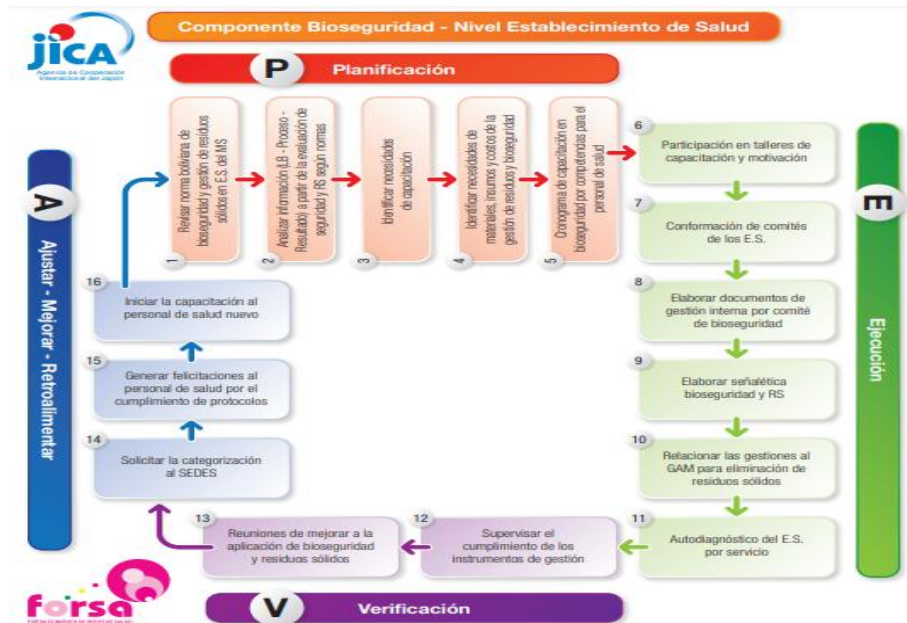 Componente Bioseguridad - Nivel Establecimiento de Salud
jica
Agencia de Cooperación
Internacional del Japón
P
Planificación
1
Revisar norma boliviana de
bioseguridad y gestión de residuos
sólidos en E.S. del MS
2
Analizar información (LB - Proceso -
Resultado) a partir de la evaluación de
seguridad y RS según normas
3
Identificar necesidades
de capacitación
4
Identificar necesidades de
materiales, insumos y costos de la
gestión de residuos y bioseguridad
5
Cronograma de capacitación en
bioseguridad por competencias para el
personal de salud
6
Participación en talleres de
capacitación y motivación
7
Conformación de comités
de los E.S.
8
Elaborar documentos de
gestión interna por comité
de bioseguridad
9
Elaborar señalética
bioseguridad y RS
10
Relacionar las gestiones al
GAM para eliminación de
residuos sólidos
11
Autodiagnóstico del E.S.
por servicio
E
Ejecución
12
Supervisar el
cumplimiento de los
instrumentos de gestión
13
Reuniones de mejorar a la
aplicación de bioseguridad
y residuos sólidos
V
Verificación
14
Solicitar la categorización
al SEDES
15
Generar felicitaciones al
personal de salud por el
cumplimiento de protocolos
16
Iniciar la capacitación al
personal de salud nuevo
A
Ajustar - Mejorar - Retroalimentar
forsa